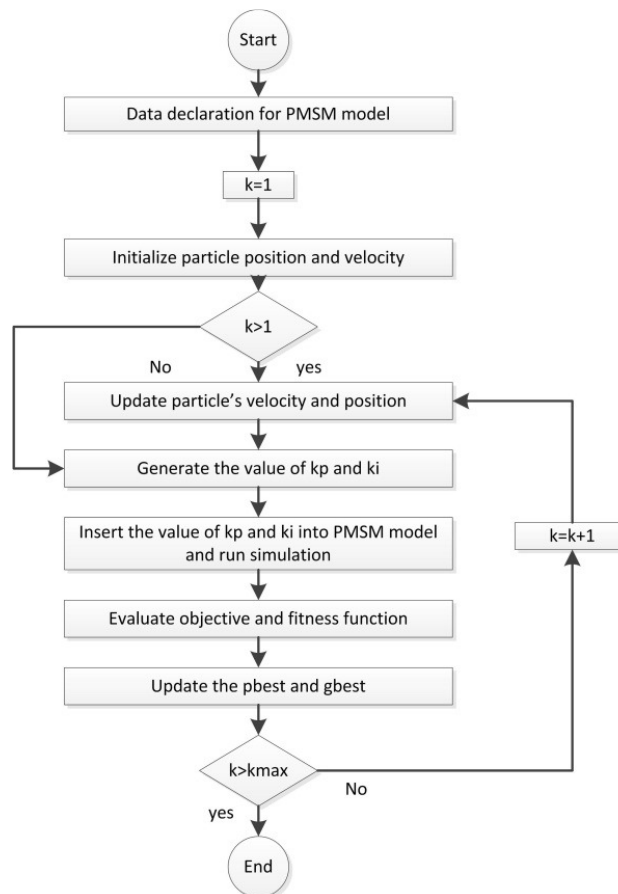 Start
Data declaration for PMSM model
k=1
Initialize particle position and velocity
k>1
No
yes
Update particle’s velocity and position
Generate the value of kp and ki
Insert the value of kp and ki into PMSM model
and run simulation
k=k+1
Evaluate objective and fitness function
Update the pbest and gbest
k>kmax
No
yes
End